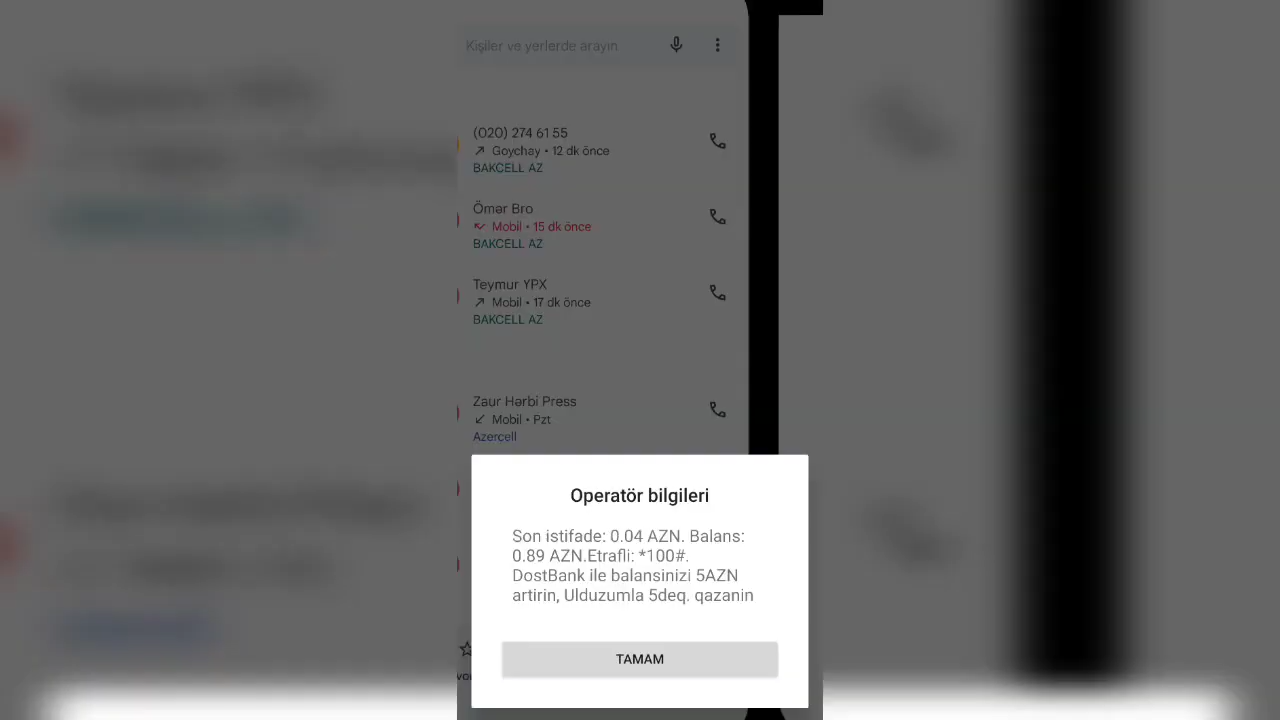 Kişiler ve yerlerde arayın
(020) 274 61 55
Goychay • 12 dk önce
BAKCELL AZ
Ömər Bro
Mobil • 15 dk önce
BAKCELL AZ
Teymur YPX
Mobil • 17 dk önce
BAKCELL AZ
Zaur Hərbi Press
Mobil • Pzt
Azercell
Operatör bilgileri
Son istifade: 0.04 AZN. Balans:
0.89 AZN.Etrafli: *100#.
DostBank ile balansinizi 5AZN
artirin, Ulduzumla 5deq. qazanin
TAMAM